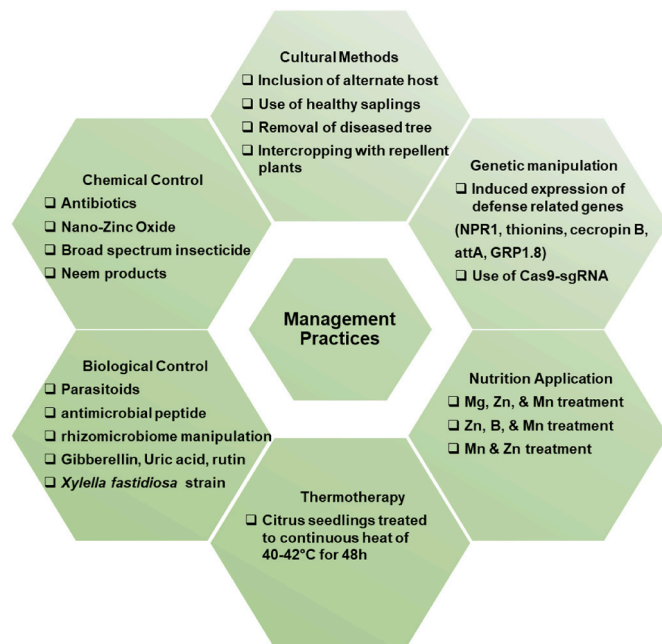 Cultural Methods
❑ Inclusion of alternate host
❑ Use of healthy saplings
❑ Removal of diseased tree
❑ Intercropping with repellent
plants
Genetic manipulation
❑ Induced expression of
defense related genes
(NPR1, thionins, cecropin B,
attA, GRP1.8)
❑ Use of Cas9-sgRNA
Nutrition Application
❑ Mg, Zn, & Mn treatment
❑ Zn, B, & Mn treatment
❑ Mn & Zn treatment
Thermotherapy
❑ Citrus seedlings treated
to continuous heat of
40-42°C for 48h
Biological Control
❑ Parasitoids
❑ antimicrobial peptide
❑ rhizomicrobiome manipulation
❑ Gibberellin, Uric acid, rutin
❑ Xylella fastidiosa strain
Chemical Control
❑ Antibiotics
❑ Nano-Zinc Oxide
❑ Broad spectrum insecticide
❑ Neem products
Management
Practices